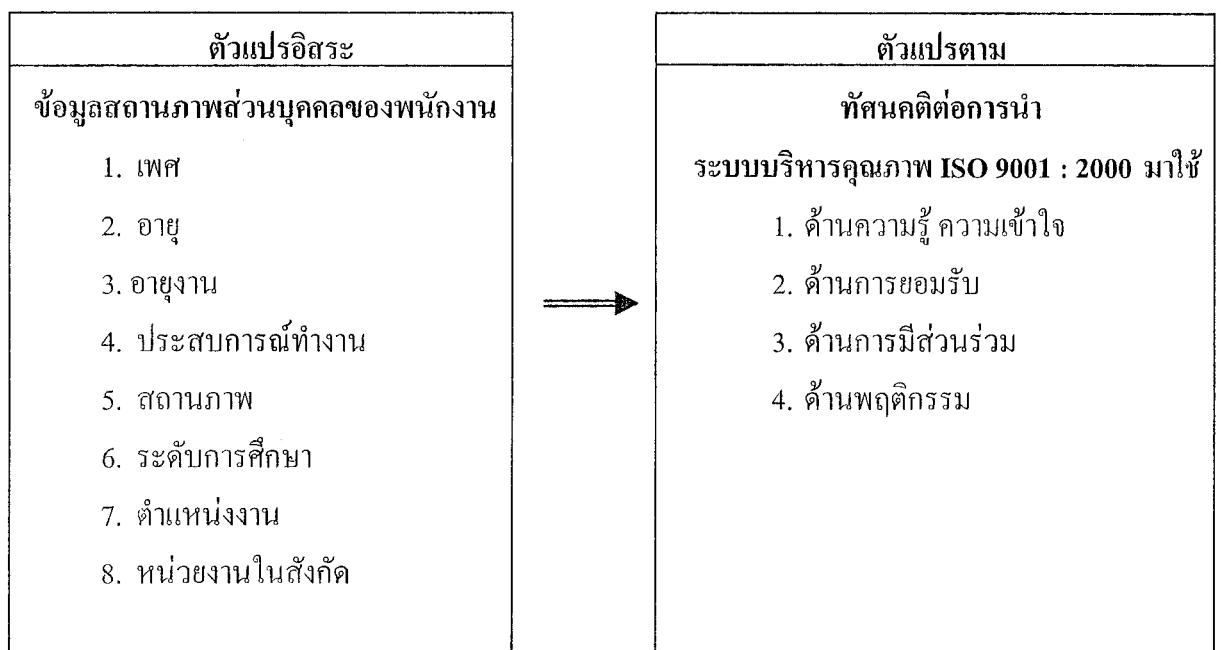 ตัวแปรอิสระ
ข้อมูลสถานภาพส่วนบุคคลของพนักงาน
1. เพศ
2. อายุ
3. อายุงาน
4. ประสบการณ์ทำงาน
5. สถานภาพ
6. ระดับการศึกษา
7. ตำแหน่งงาน
8. หน่วยงานในสังกัด
ตัวแปรตาม
ทัศนคติต่อการนำ
ระบบบริหารคุณภาพ ISO 9001 : 2000 มาใช้
1. ด้านความรู้ ความเข้าใจ
2. ด้านการยอมรับ
3. ด้านการมีส่วนร่วม
4. ด้านพฤติกรรม